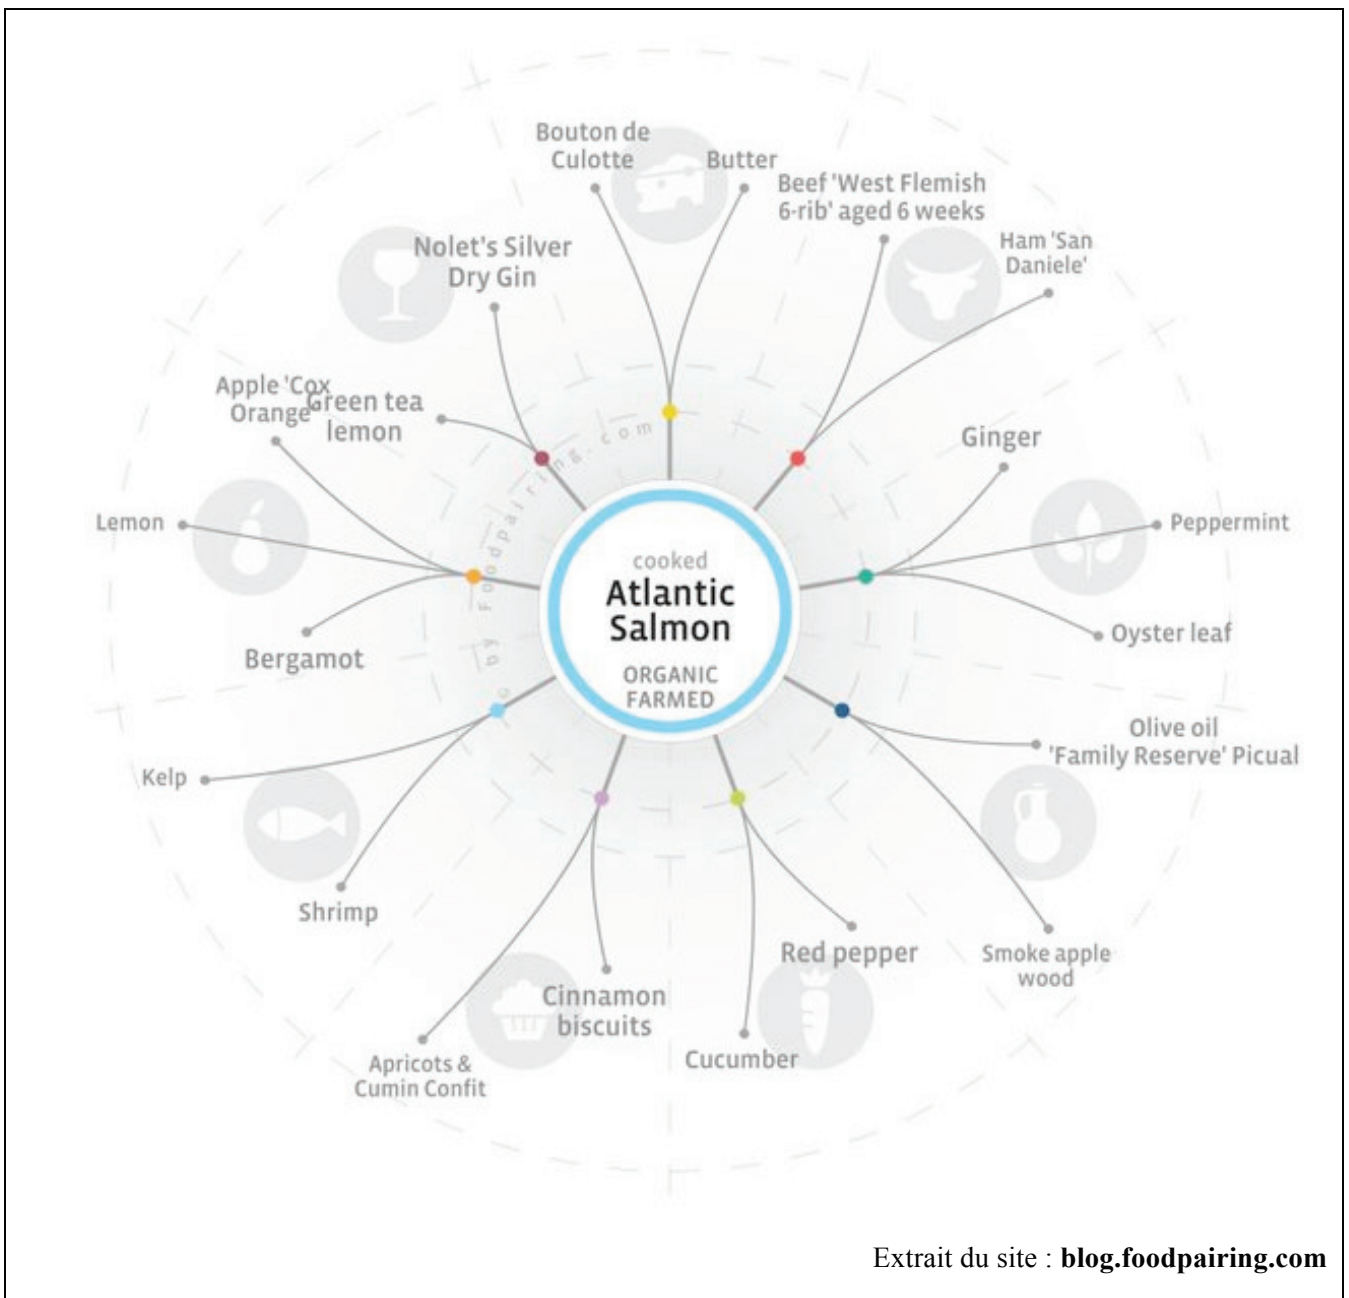 Bouton de
Culotte
Butter
Beef 'West Flemish
6-rib' aged 6 weeks
Ham 'San
Daniele'
Nolet's Silver
Dry Gin
Apple 'Cox
Orange'
Green tea
lemon
Ginger
Lemon
Peppermint
Bergamot
Oyster leaf
by Foodpairing.com
cooked
Atlantic
Salmon
ORGANIC
FARMED
Olive oil
'Family Reserve' Picual
Kelp
Shrimp
Red pepper
Smoke apple
wood
Cinnamon
biscuits
Cucumber
Apricots &
Cumin Confit
Extrait du site : blog.foodpairing.com